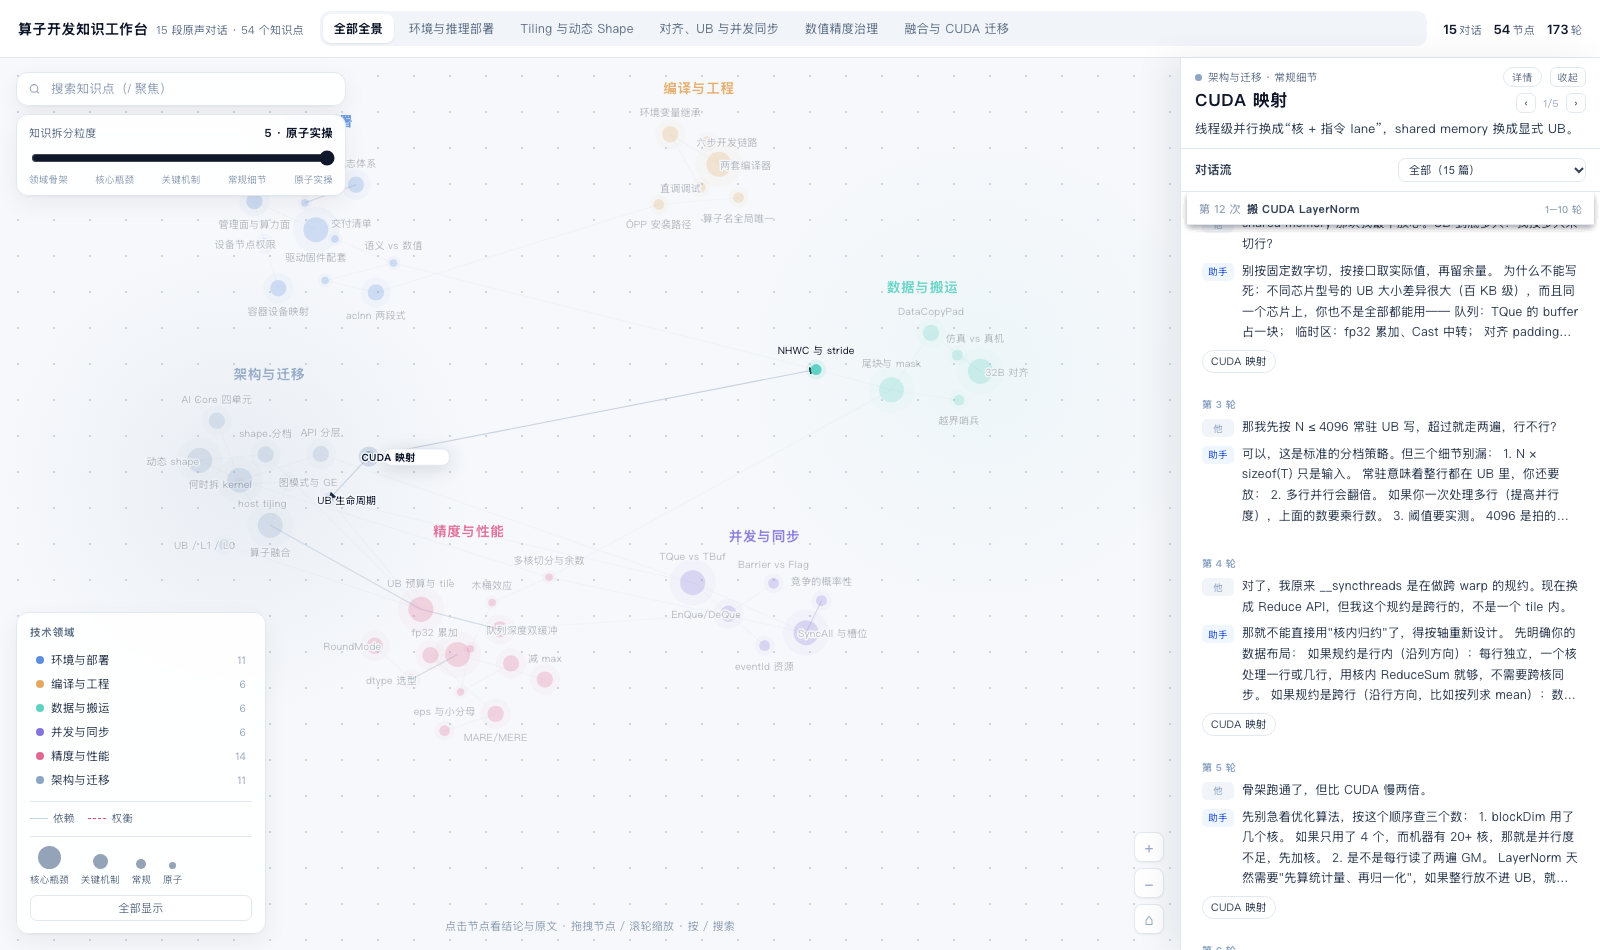 算子开发知识工作台
15 段原声对话 · 54 个知识点
全部全景
环境与推理部署
Tiling 与动态 Shape
对齐、UB 与并发同步
数值精度治理
融合与 CUDA 迁移
15 对话 54 节点 173 轮
搜索知识点（/ 聚焦）
知识拆分粒度
5 · 原子实操
领域骨架 核心瓶颈 关键机制 常规细节 原子实操
署
志体系
管理面与算力面
交付清单
设备节点权限
语义 vs 数值
驱动固件配套
容器设备映射
aclnn 两段式
编译与工程
环境变量继承
六步开发链路
两套编译器
直调调试
OPP 安装路径
算子名全局唯一
数据与搬运
DataCopyPad
仿真 vs 真机
NHWC 与 stride
尾块与 mask
32B 对齐
越界哨兵
架构与迁移
AI Core 四单元
shape 分档
API 分层
动态 shape
CUDA 映射
何时拆 kernel
图模式与 GE
UB 生命周期
host tiling
算子融合
精度与性能
多核切分与余数
UB 预算与 tile
木桶效应
fp32 累加
队列深度双缓冲
RoundMode
减 max
dtype 选型
eps 与小分母
MARE/MERE
并发与同步
TQue vs TBuf
Barrier vs Flag
竞争的概率性
EnQue/DeQue
SyncAll 与槽位
eventId 资源
技术领域
环境与部署 11
编译与工程 6
数据与搬运 6
并发与同步 6
精度与性能 14
架构与迁移 11
依赖 权衡
核心瓶颈 关键机制 常规 原子
全部显示
点击节点看结论与原文 · 拖拽节点 / 滚轮缩放 · 按 / 搜索
+
−
⌂
架构与迁移 · 常规细节
详情
收起
CUDA 映射
‹ 1/5 ›
线程级并行换成“核 + 指令 lane”，shared memory 换成显式 UB。
对话流
全部（15 篇）
第 12 次 搬 CUDA LayerNorm 1—10 轮
切行?
助手 别按固定数字切，按接口取实际值，再留余量。 为什么不能写
死：不同芯片型号的 UB 大小差异很大（百 KB 级），而且同
一个芯片上，你也不是全部都能用—— 队列：TQue 的 buffer
占一块； 临时区：fp32 累加、Cast 中转； 对齐 padding...
CUDA 映射
第 3 轮
他 那我先按 N ≤ 4096 常驻 UB 写，超过就走两遍，行不行?
助手 可以，这是标准的分档策略。但三个细节别漏： 1. N ×
sizeof(T) 只是输入。 常驻意味着整行都在 UB 里，你还要
放： 2. 多行并行会翻倍。 如果你一次处理多行（提高并行
度），上面的数要乘行数。 3. 阈值要实测。 4096 是拍的...
第 4 轮
他 对了，我原来 __syncthreads 是在做跨 warp 的规约。现在换
成 Reduce API，但我这个规约是跨行的，不是一个 tile 内。
助手 那就不能直接用"核内归约"了，得按轴重新设计。 先明确你的
数据布局： 如果规约是行内（沿列方向）：每行独立，一个核
处理一行或几行，用核内 ReduceSum 就够，不需要跨核同
步。 如果规约是跨行（沿行方向，比如按列求 mean）：数...
CUDA 映射
第 5 轮
他 骨架跑通了，但比 CUDA 慢两倍。
助手 先别急着优化算法，按这个顺序查三个数： 1. blockDim 用了
几个核。 如果只用了 4 个，而机器有 20+ 核，那就是并行度
不足，先加核。 2. 是不是每行读了两遍 GM。 LayerNorm 天
然需要"先算统计量、再归一化"，如果整行放不进 UB，就...
CUDA 映射